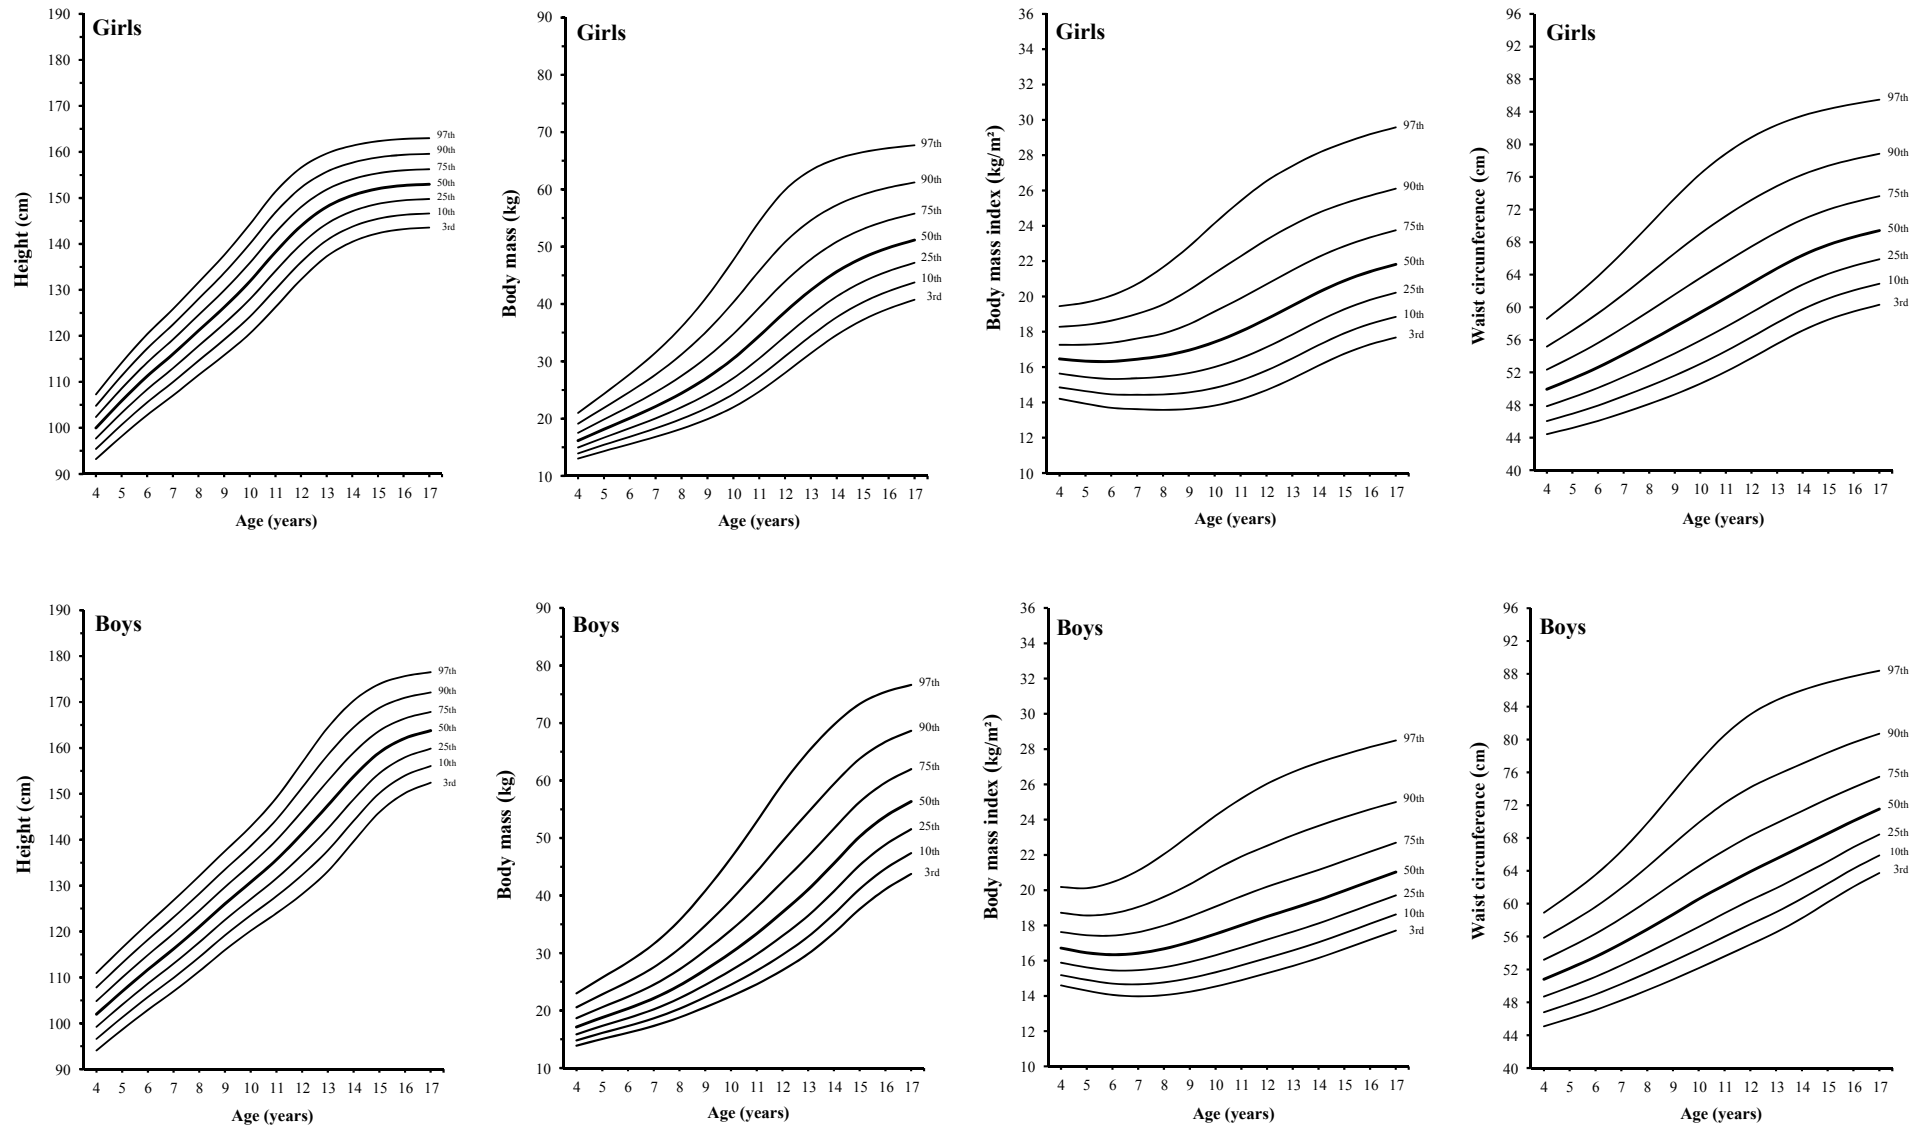 Girls
190
180
170
160
150
140
130
120
110
100
90
Height (cm)
97th
90th
75th
50th
25th
10th
3rd
4 5 6 7 8 9 10 11 12 13 14 15 16 17
Age (years)
Girls
90
80
70
60
50
40
30
20
10
Body mass (kg)
97th
90th
75th
50th
25th
10th
3rd
4 5 6 7 8 9 10 11 12 13 14 15 16 17
Age (years)
Girls
36
34
32
30
28
26
24
22
20
18
16
14
12
10
Body mass index (kg/m²)
97th
90th
75th
50th
25th
10th
3rd
4 5 6 7 8 9 10 11 12 13 14 15 16 17
Age (years)
Girls
96
92
88
84
80
76
72
68
64
60
56
52
48
44
40
Waist circunference (cm)
97th
90th
75th
50th
25th
10th
3rd
4 5 6 7 8 9 10 11 12 13 14 15 16 17
Age (years)
Boys
190
180
170
160
150
140
130
120
110
100
90
Height (cm)
97th
90th
75th
50th
25th
10th
3rd
4 5 6 7 8 9 10 11 12 13 14 15 16 17
Age (years)
Boys
90
80
70
60
50
40
30
20
10
Body mass (kg)
97th
90th
75th
50th
25th
10th
3rd
4 5 6 7 8 9 10 11 12 13 14 15 16 17
Age (years)
Boys
36
34
32
30
28
26
24
22
20
18
16
14
12
10
Body mass index (kg/m²)
97th
90th
75th
50th
25th
10th
3rd
4 5 6 7 8 9 10 11 12 13 14 15 16 17
Age (years)
Boys
96
92
88
84
80
76
72
68
64
60
56
52
48
44
40
Waist circunference (cm)
97th
90th
75th
50th
25th
10th
3rd
4 5 6 7 8 9 10 11 12 13 14 15 16 17
Age (years)